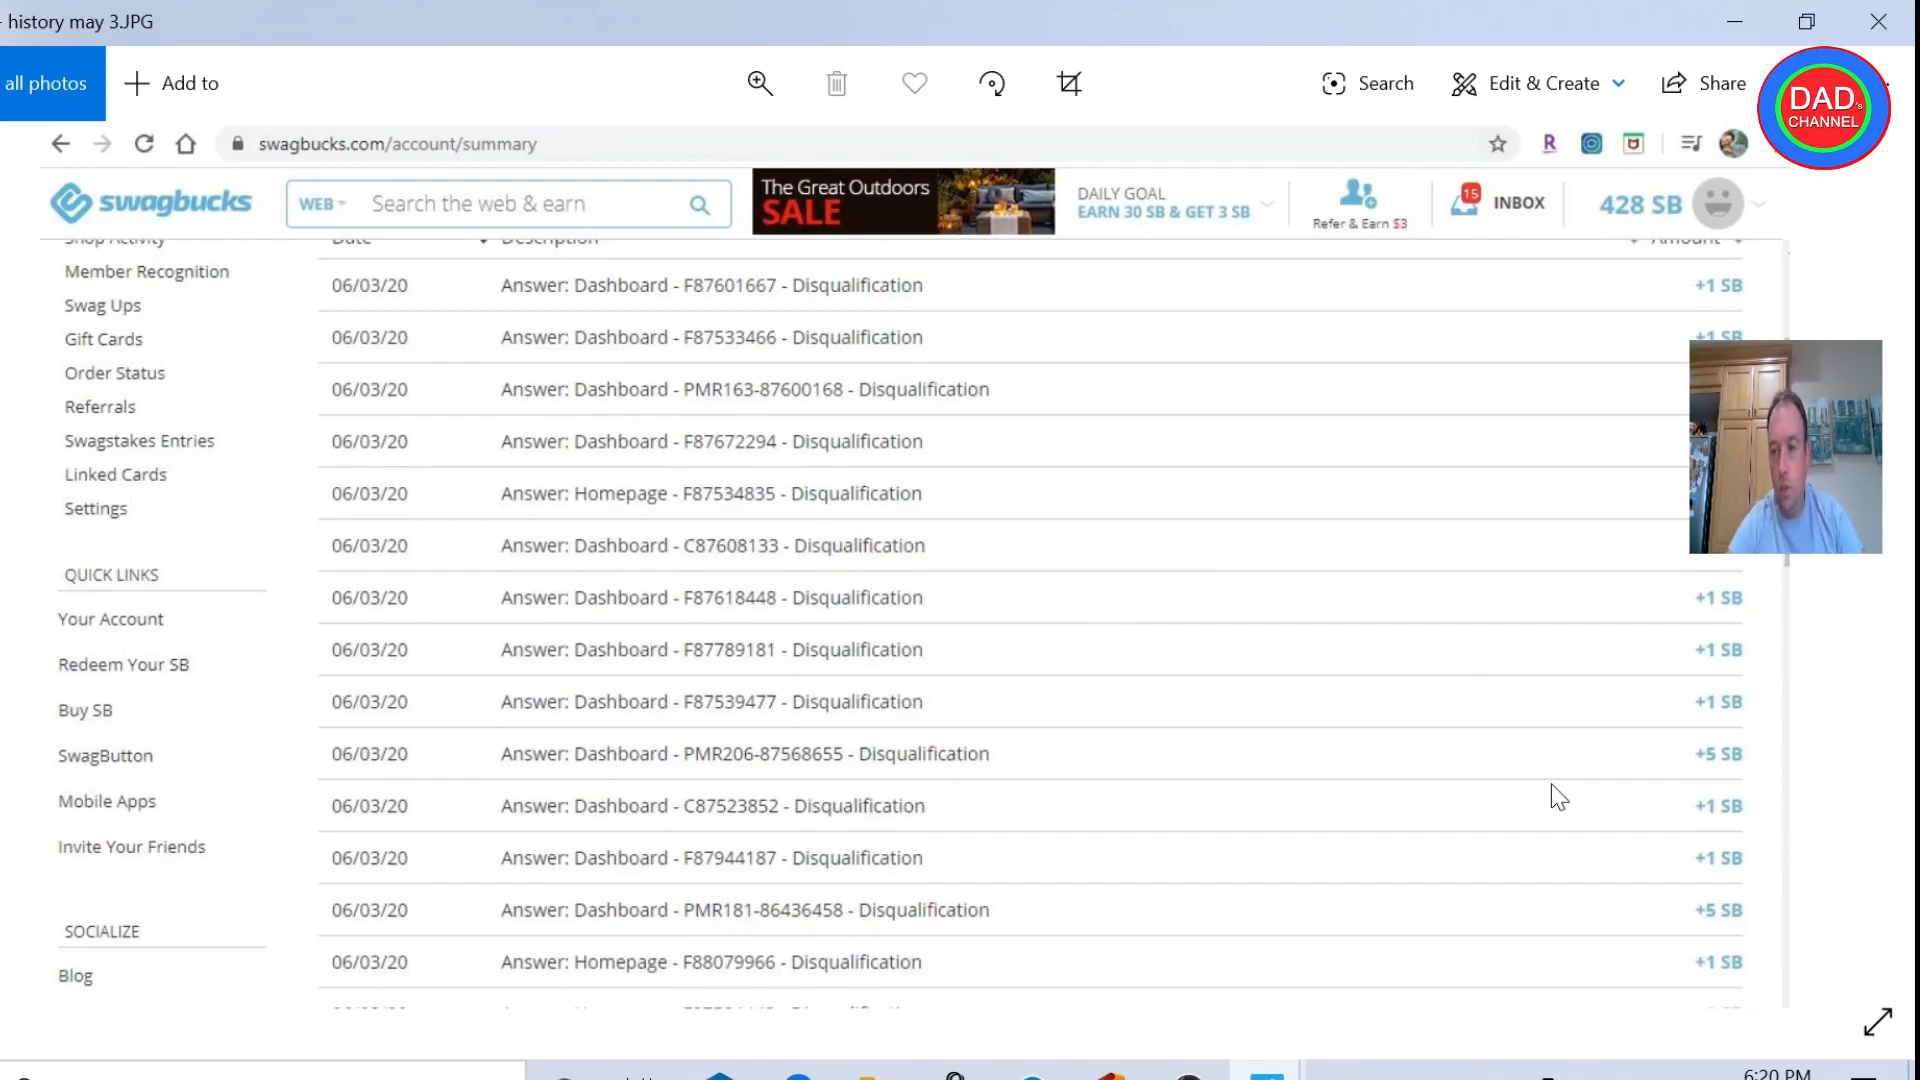 - history may 3.JPG
all photos
Add to
Search
Edit & Create
Share
DAD's
CHANNEL
swagbucks.com/account/summary
swagbucks
WEB
Search the web & earn
The Great Outdoors
SALE
DAILY GOAL
EARN 30 SB & GET 3 SB
Refer & Earn $3
15
INBOX
428 SB
Shop Activity
Member Recognition
Swag Ups
Gift Cards
Order Status
Referrals
Swagstakes Entries
Linked Cards
Settings
QUICK LINKS
Your Account
Redeem Your SB
Buy SB
SwagButton
Mobile Apps
Invite Your Friends
SOCIALIZE
Blog
Date Description Amount
06/03/20 Answer: Dashboard - F87601667 - Disqualification +1 SB
06/03/20 Answer: Dashboard - F87533466 - Disqualification +1 SB
06/03/20 Answer: Dashboard - PMR163-87600168 - Disqualification
06/03/20 Answer: Dashboard - F87672294 - Disqualification
06/03/20 Answer: Homepage - F87534835 - Disqualification
06/03/20 Answer: Dashboard - C87608133 - Disqualification
06/03/20 Answer: Dashboard - F87618448 - Disqualification +1 SB
06/03/20 Answer: Dashboard - F87789181 - Disqualification +1 SB
06/03/20 Answer: Dashboard - F87539477 - Disqualification +1 SB
06/03/20 Answer: Dashboard - PMR206-87568655 - Disqualification +5 SB
06/03/20 Answer: Dashboard - C87523852 - Disqualification +1 SB
06/03/20 Answer: Dashboard - F87944187 - Disqualification +1 SB
06/03/20 Answer: Dashboard - PMR181-86436458 - Disqualification +5 SB
06/03/20 Answer: Homepage - F88079966 - Disqualification +1 SB
6:20 PM